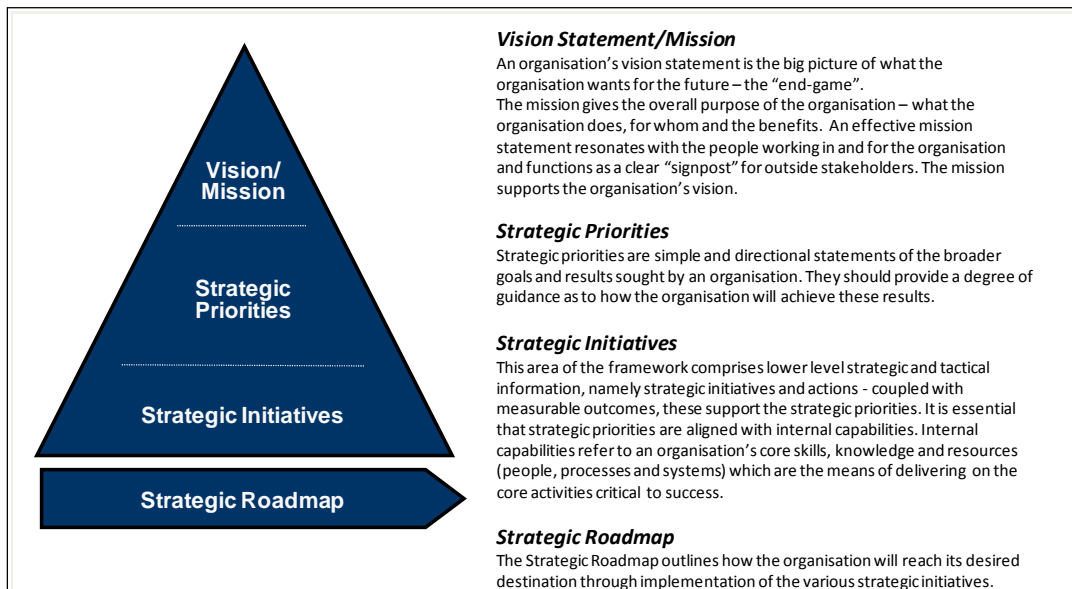 Vision/
Mission
Strategic
Priorities
Strategic Initiatives
Strategic Roadmap
Vision Statement/Mission
An organisation's vision statement is the big picture of what the
organisation wants for the future – the “end-game”.
The mission gives the overall purpose of the organisation – what the
organisation does, for whom and the benefits. An effective mission
statement resonates with the people working in and for the organisation
and functions as a clear “signpost” for outside stakeholders. The mission
supports the organisation's vision.
Strategic Priorities
Strategic priorities are simple and directional statements of the broader
goals and results sought by an organisation. They should provide a degree of
guidance as to how the organisation will achieve these results.
Strategic Initiatives
This area of the framework comprises lower level strategic and tactical
information, namely strategic initiatives and actions - coupled with
measurable outcomes, these support the strategic priorities. It is essential
that strategic priorities are aligned with internal capabilities. Internal
capabilities refer to an organisation's core skills, knowledge and resources
(people, processes and systems) which are the means of delivering on the
core activities critical to success.
Strategic Roadmap
The Strategic Roadmap outlines how the organisation will reach its desired
destination through implementation of the various strategic initiatives.